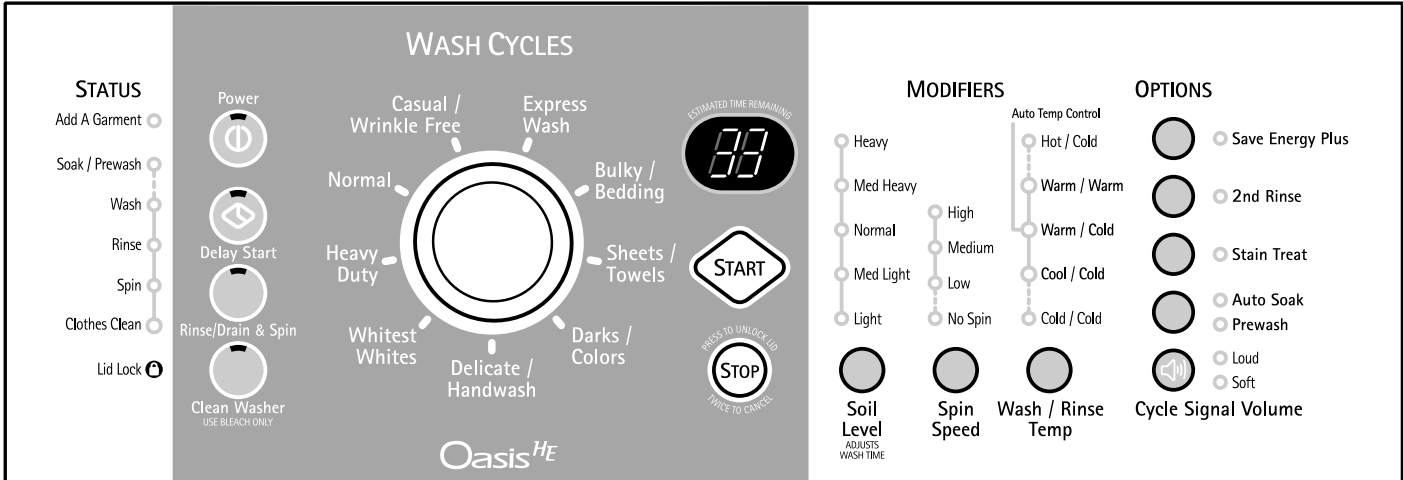 STATUS
Add A Garment
Soak / Prewash
Wash
Rinse
Spin
Clothes Clean
Lid Lock
WASH CYCLES
Power
Delay Start
Rinse/Drain & Spin
Clean Washer
USE BLEACH ONLY
Casual /
Wrinkle Free
Express
Wash
Normal
Bulky /
Bedding
Heavy
Duty
Sheets /
Towels
Whitest
Whites
Darks /
Colors
Delicate /
Handwash
Oasis HE
ESTIMATED TIME REMAINING
33
START
PRESS TO UNLOCK LID
STOP
TWICE TO CANCEL
MODIFIERS
Heavy
Med Heavy
Normal
Med Light
Light
Soil
Level
ADJUSTS
WASH TIME
High
Medium
Low
No Spin
Spin
Speed
Auto Temp Control
Hot / Cold
Warm / Warm
Warm / Cold
Cool / Cold
Cold / Cold
Wash / Rinse
Temp
OPTIONS
Save Energy Plus
2nd Rinse
Stain Treat
Auto Soak
Prewash
Loud
Soft
Cycle Signal Volume